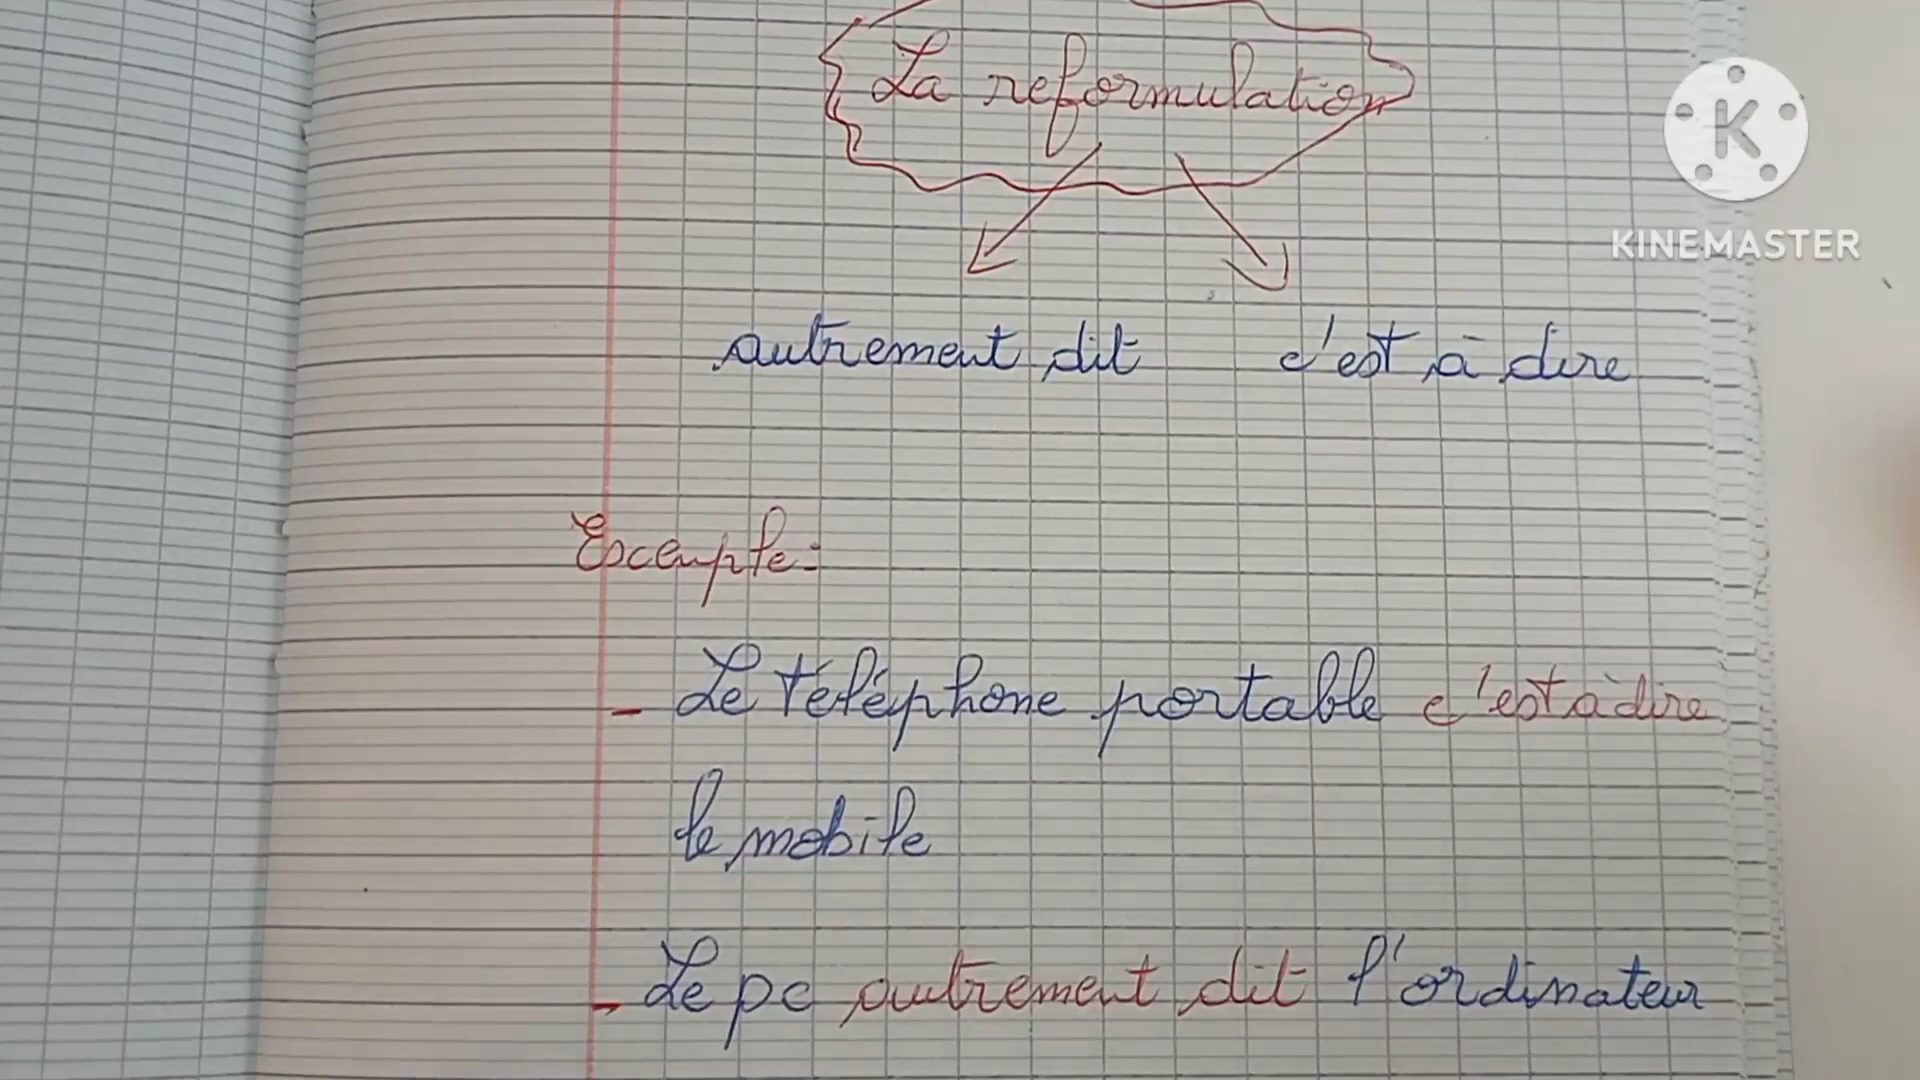 La reformulation
K
KINEMASTER
autrement dit c'est à dire
Exemple:
- Le téléphone portable c'est à dire
le mobile
- Le pc autrement dit l'ordinateur